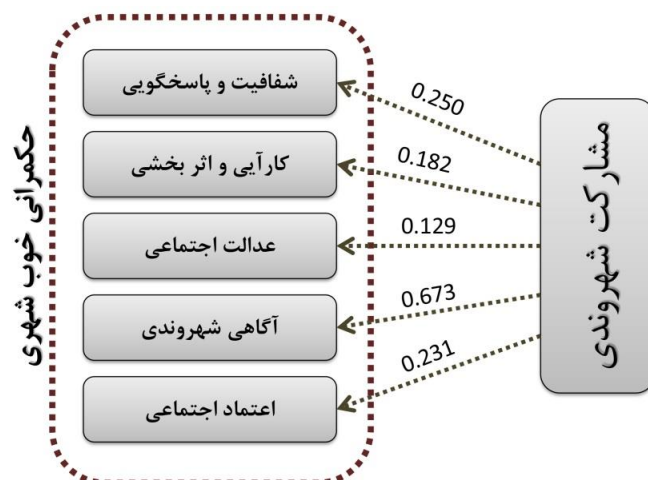 مشارکت شهروندی
0.250
0.182
0.129
0.673
0.231
شفافیت و پاسخگویی
کارآیی و اثر بخشی
عدالت اجتماعی
آگاهی شهروندی
اعتماد اجتماعی
حکمرانی خوب شهری